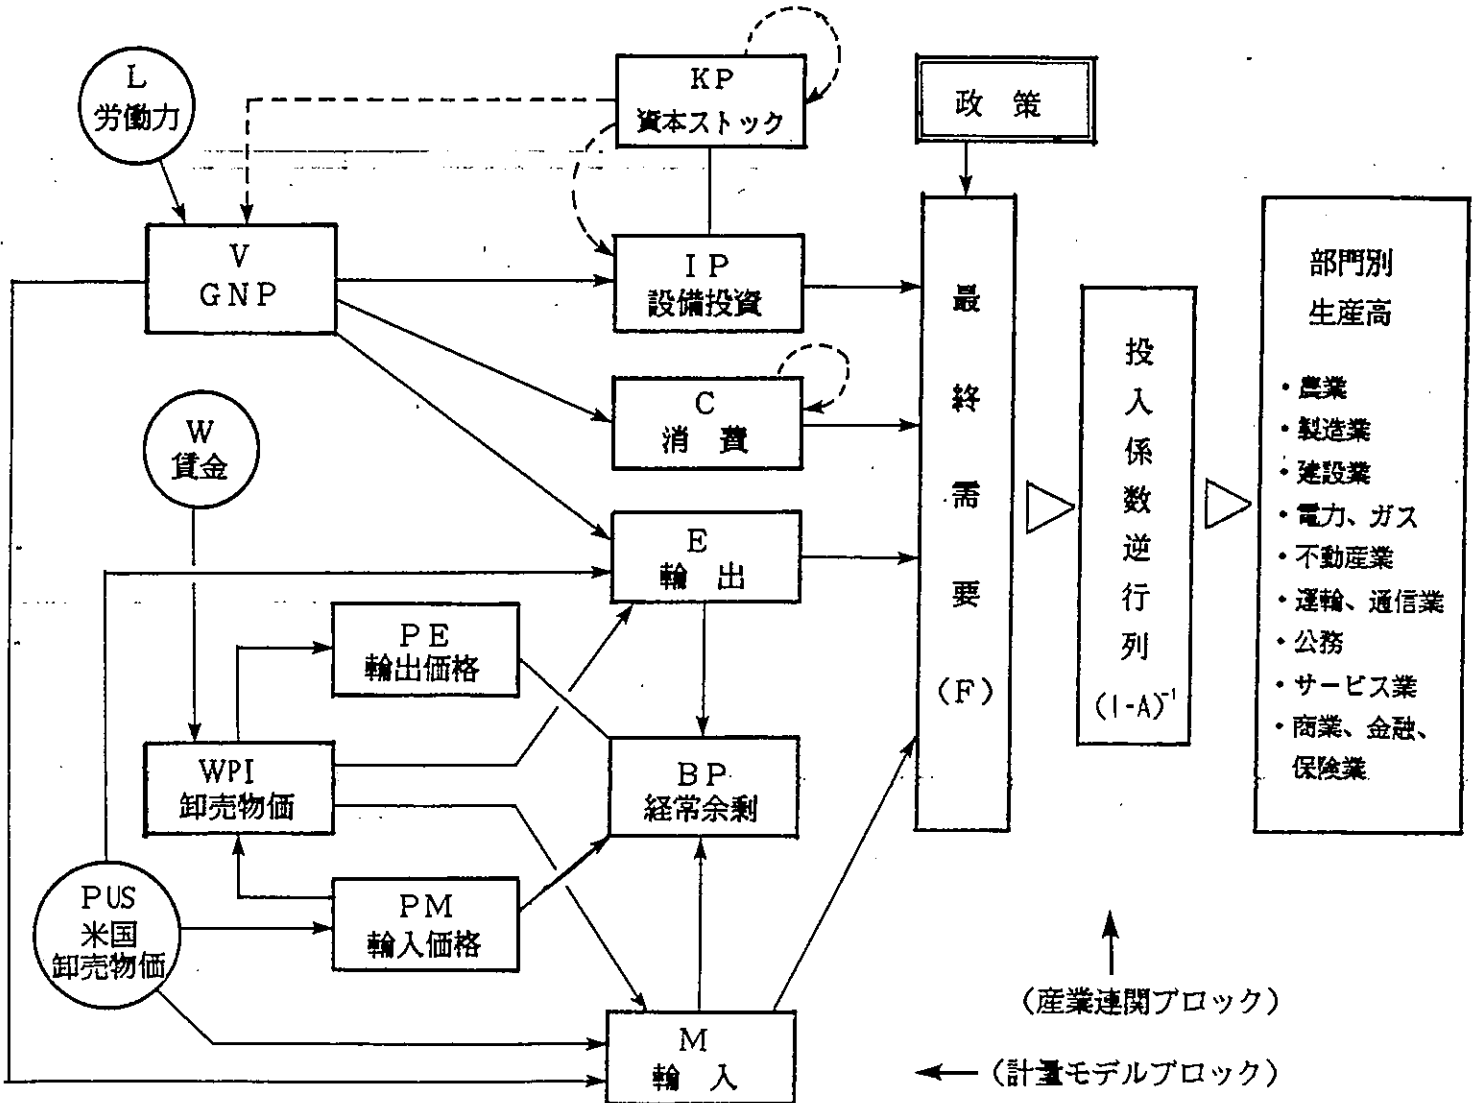 L
労働力
KP
資本ストック
政 策
V
GNP
IP
設備投資
C
消 費
W
賃金
E
輸 出
PE
輸出価格
WPI
卸売物価
BP
経常余剰
PUS
米国
卸売物価
PM
輸入価格
M
輸 入
最終需要(F)
投入係数逆行列(I-A)⁻¹
部門別
生産高
・農業
・製造業
・建設業
・電力、ガス
・不動産業
・運輸、通信業
・公務
・サービス業
・商業、金融、
保険業
(産業連関ブロック)
(計量モデルブロック)